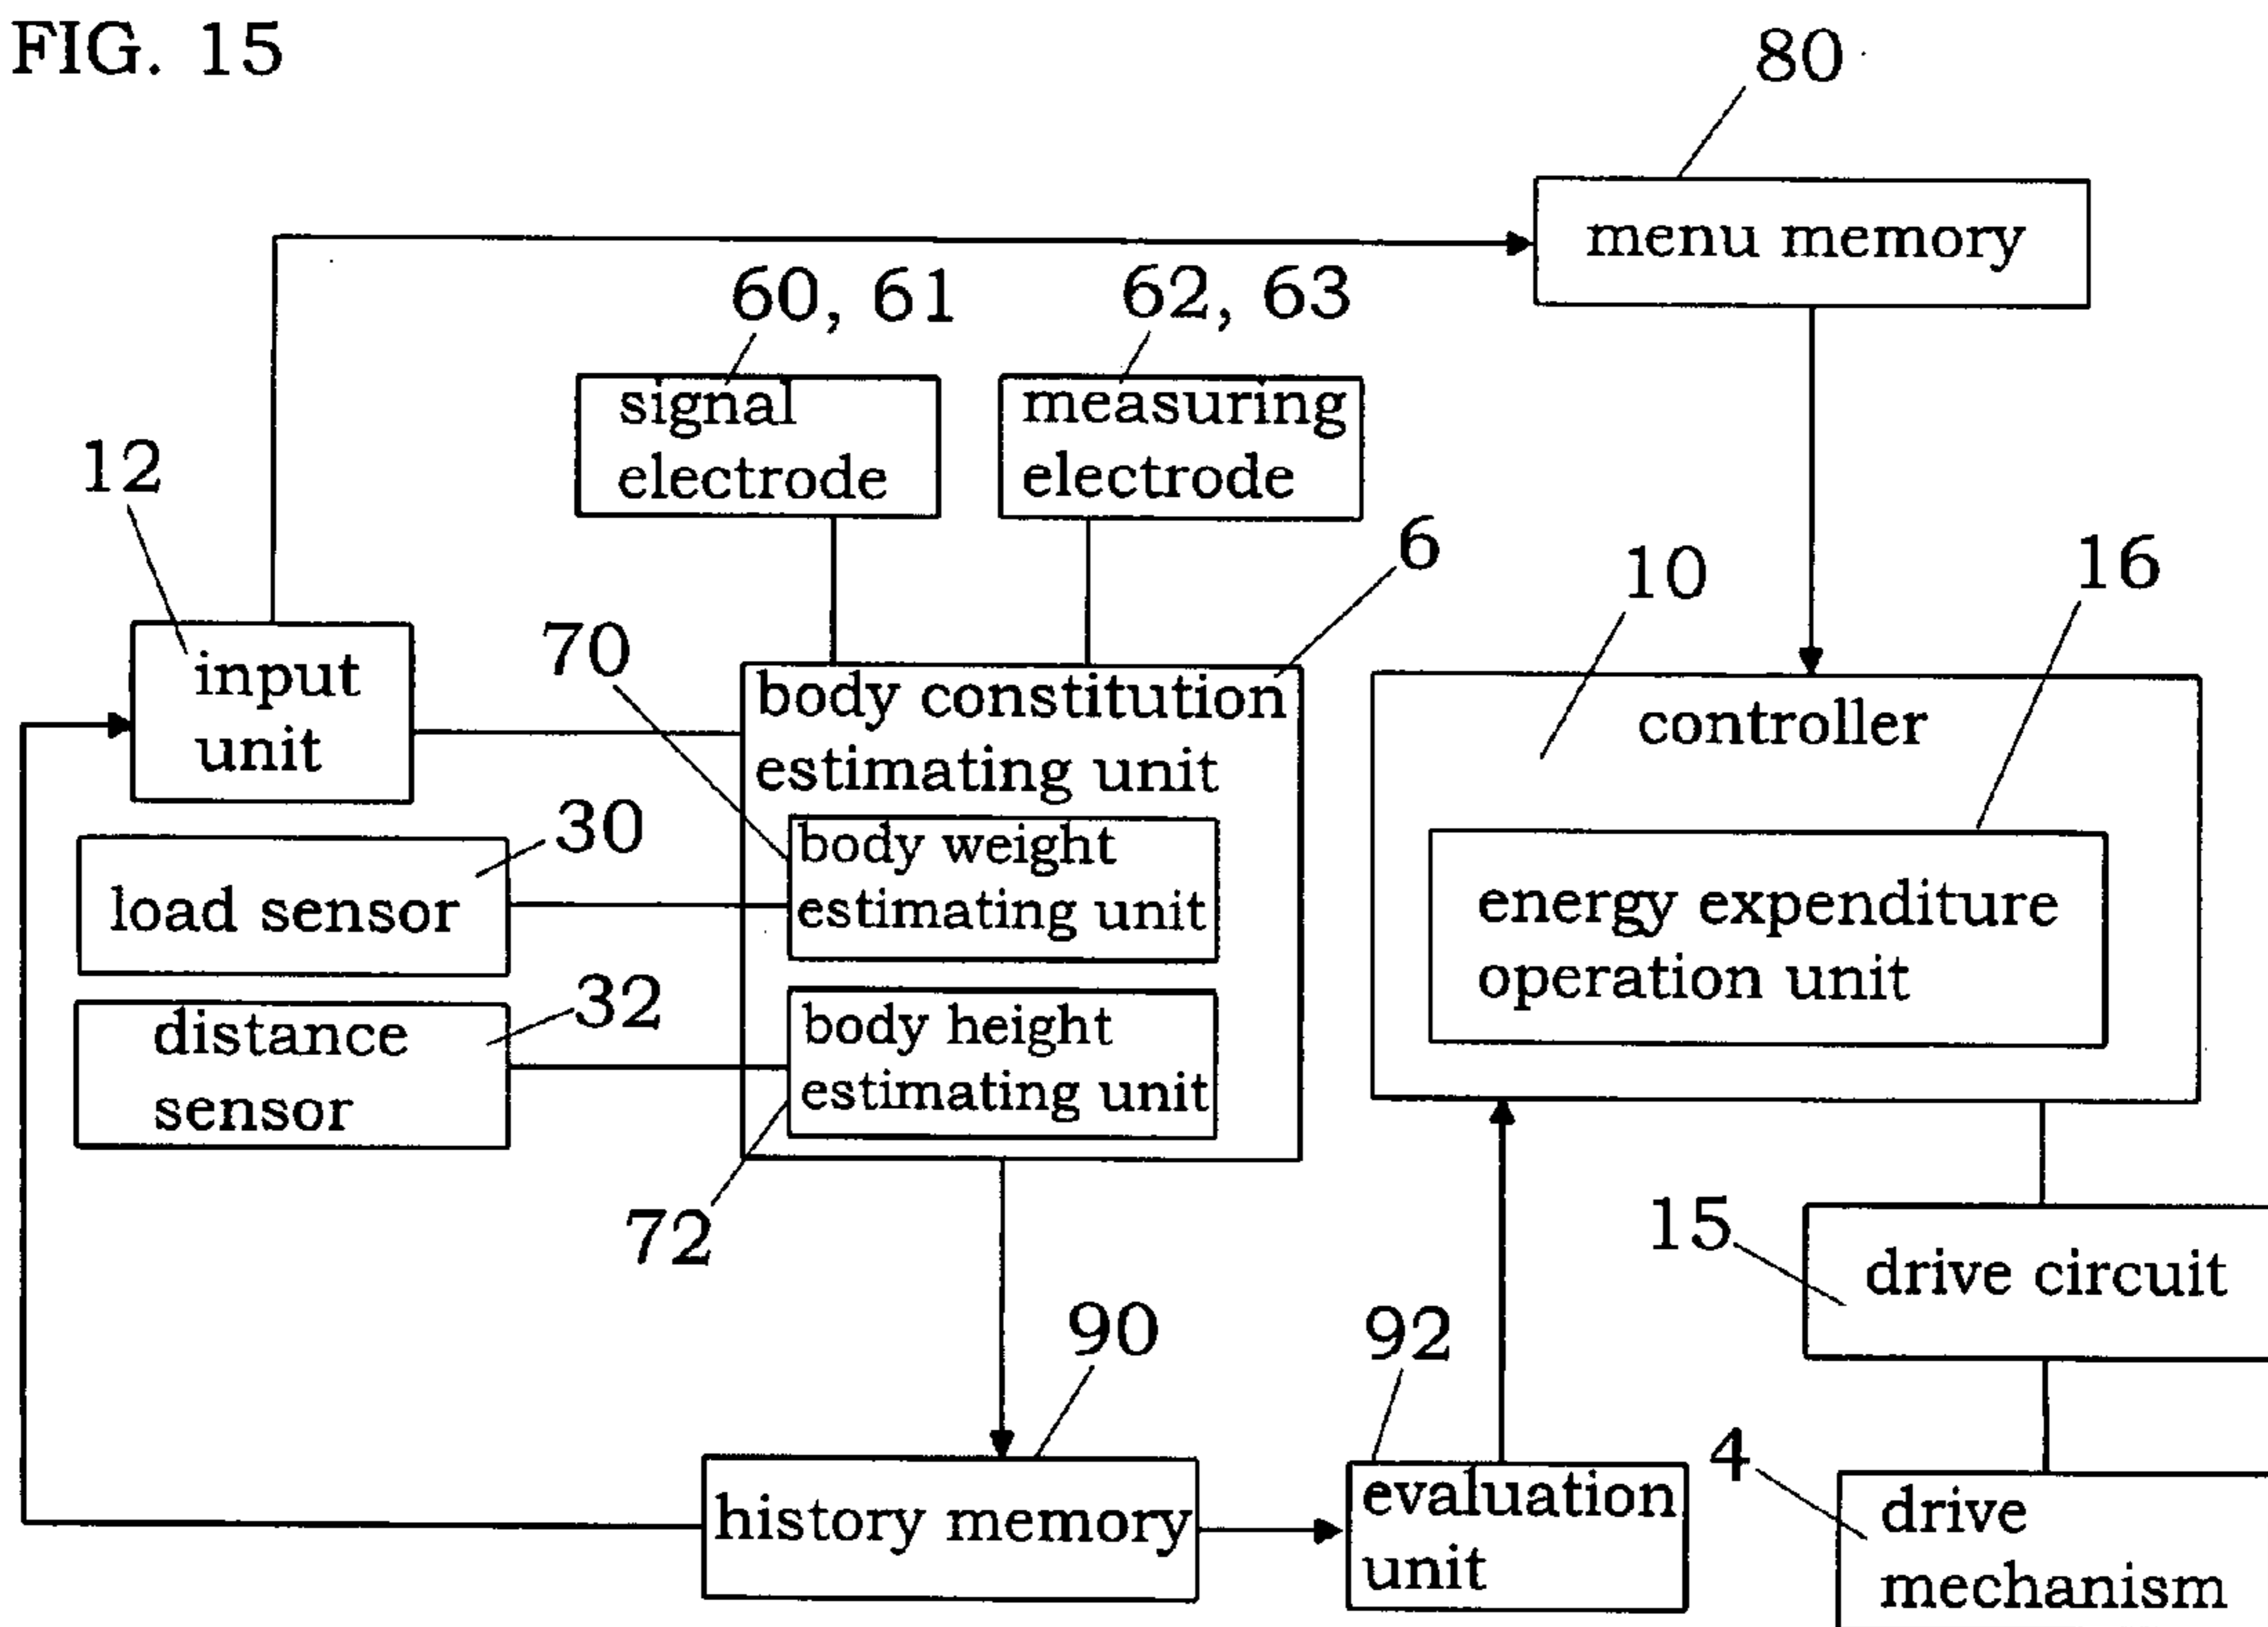 FIG. 15
80
menu memory
60, 61
62, 63
signal
electrode
measuring
electrode
12
input
unit
6
10
16
70
body constitution
estimating unit
controller
30
load sensor
body weight
estimating unit
energy expenditure
operation unit
32
distance
sensor
body height
estimating unit
72
15
drive circuit
90
92
history memory
evaluation
unit
4
drive
mechanism